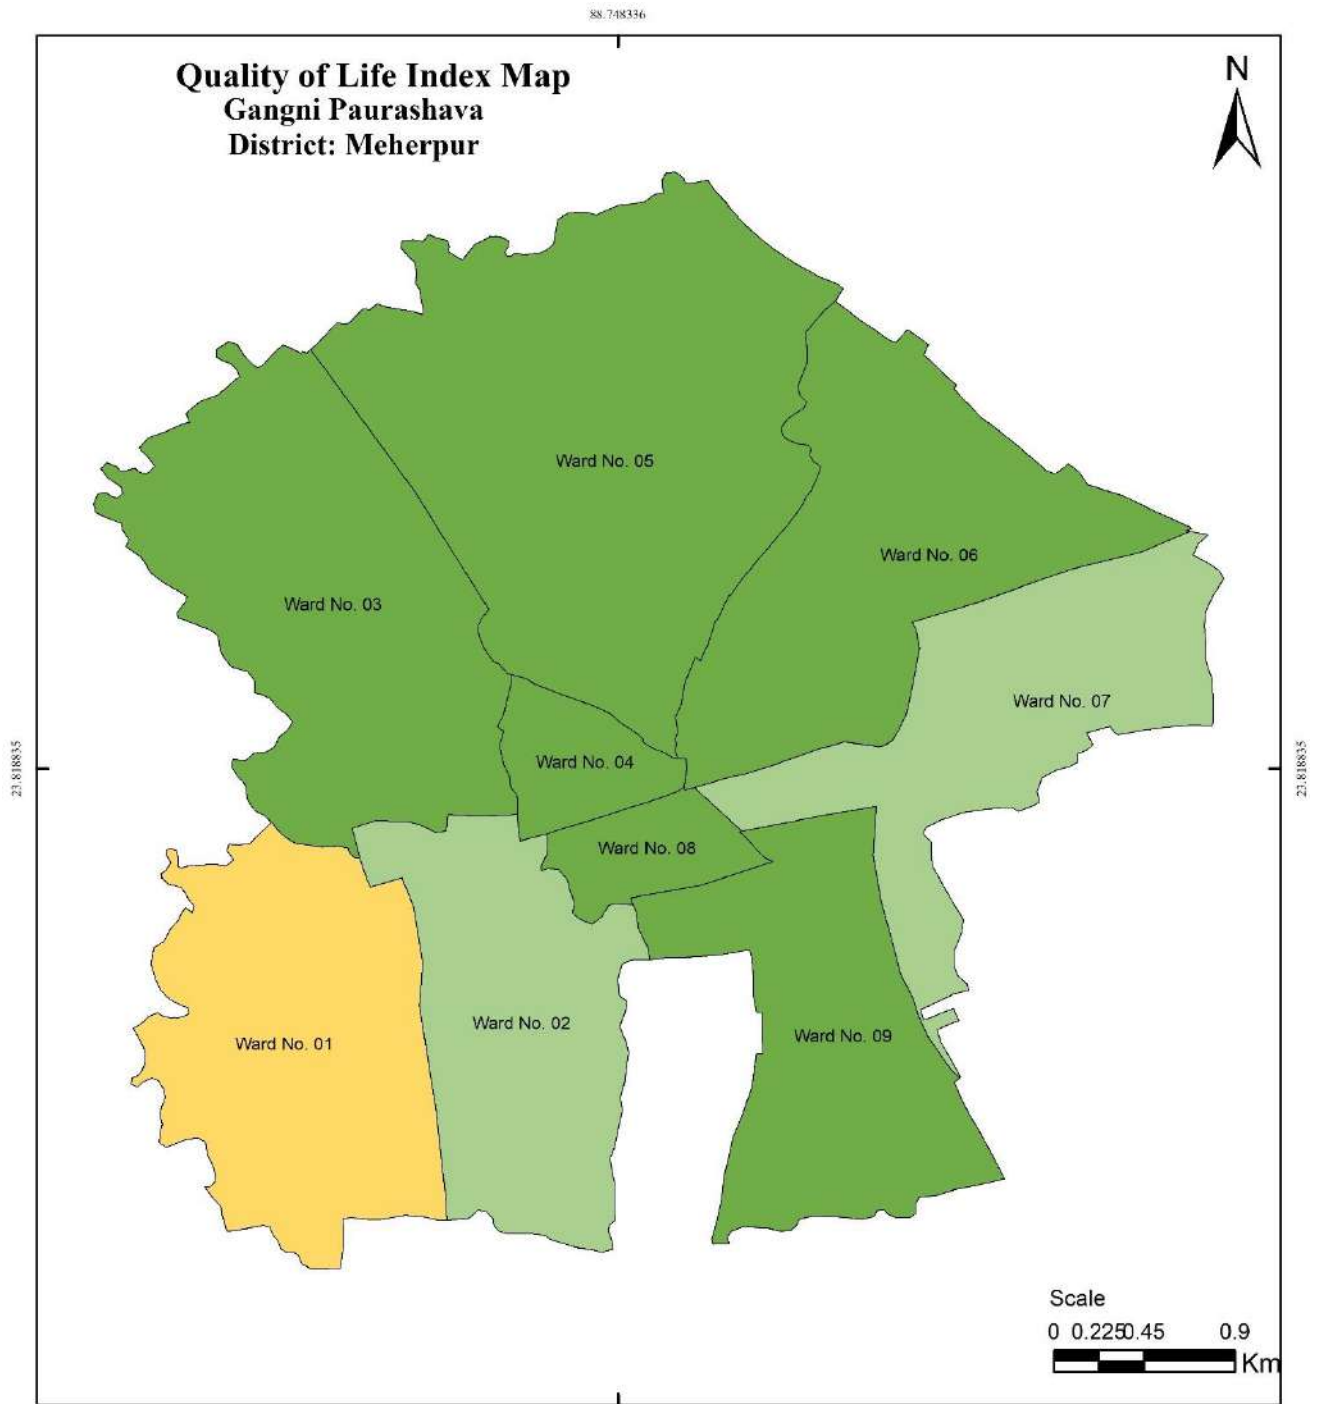 88.748336
Quality of Life Index Map
Gangni Paurashava
District: Meherpur
N
Ward No. 05
Ward No. 06
Ward No. 03
Ward No. 07
Ward No. 04
23.818835
23.818835
Ward No. 08
Ward No. 02
Ward No. 09
Ward No. 01
Scale
0 0.225 0.45 0.9
Km